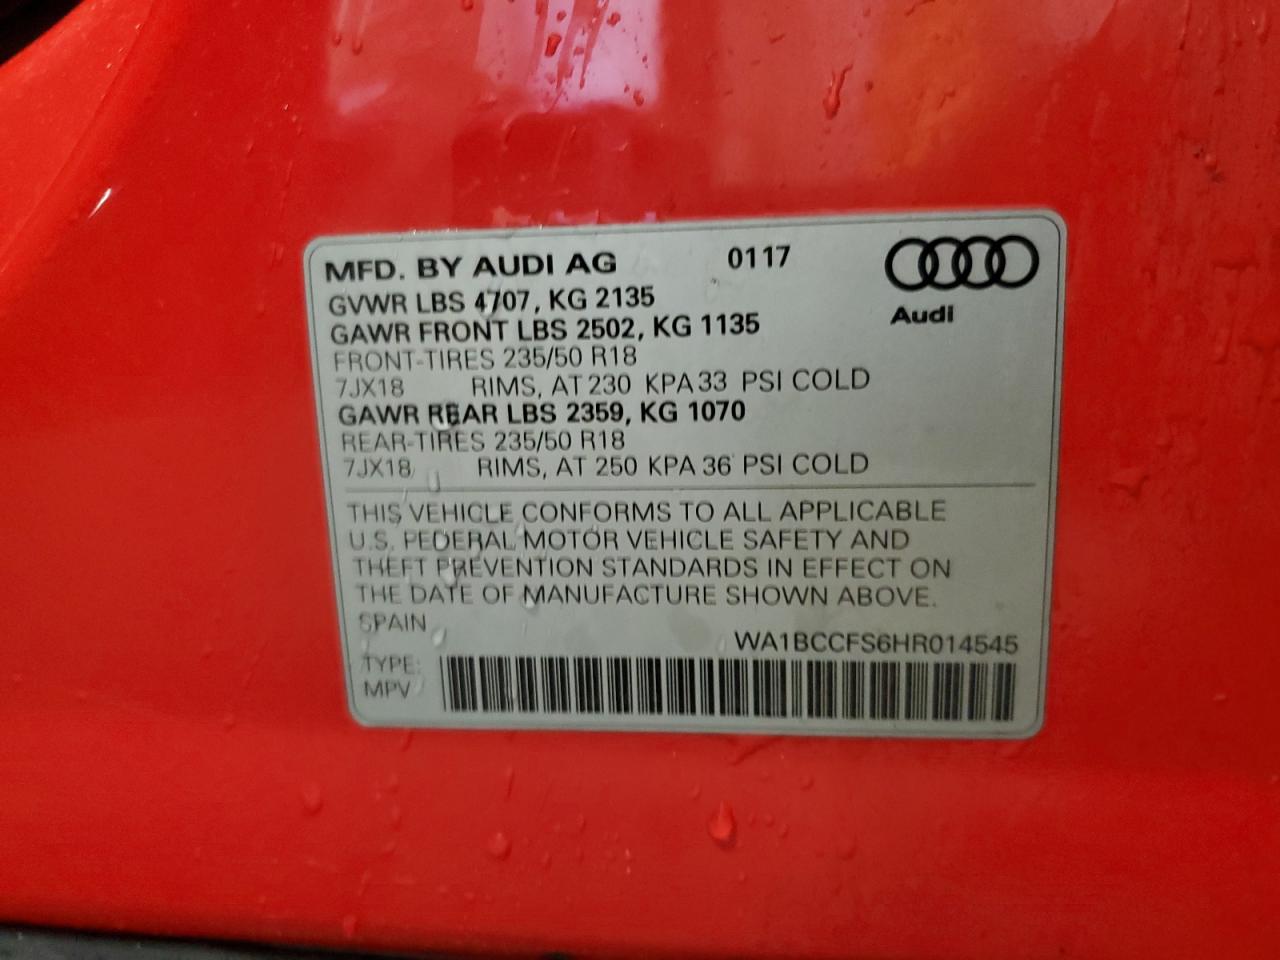 MFD. BY AUDI AG 0117
Audi
GVWR LBS 4707, KG 2135
GAWR FRONT LBS 2502, KG 1135
FRONT-TIRES 235/50 R18
7JX18 RIMS, AT 230 KPA 33 PSI COLD
GAWR REAR LBS 2359, KG 1070
REAR-TIRES 235/50 R18
7JX18 RIMS, AT 250 KPA 36 PSI COLD
THIS VEHICLE CONFORMS TO ALL APPLICABLE
U.S. FEDERAL MOTOR VEHICLE SAFETY AND
THEFT PREVENTION STANDARDS IN EFFECT ON
THE DATE OF MANUFACTURE SHOWN ABOVE.
SPAIN
WA1BCCFS6HR014545
TYPE:
MPV